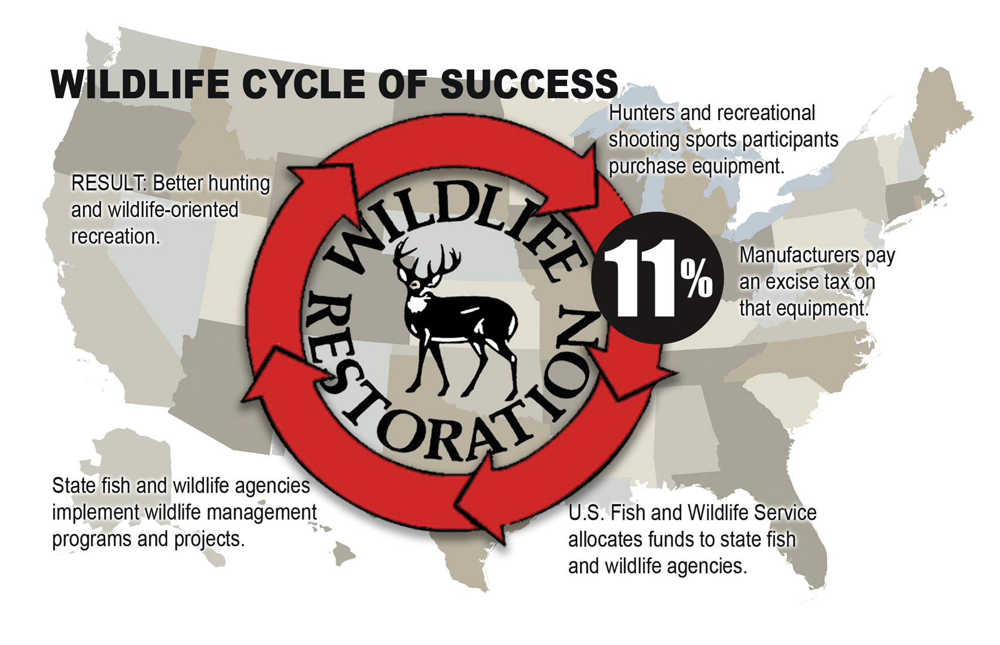 WILDLIFE CYCLE OF SUCCESS
Hunters and recreational
shooting sports participants
purchase equipment.
11%
Manufacturers pay
an excise tax on
that equipment.
U.S. Fish and Wildlife Service
allocates funds to state fish
and wildlife agencies.
State fish and wildlife agencies
implement wildlife management
programs and projects.
RESULT: Better hunting
and wildlife-oriented
recreation.
WILDLIFE
RESTORATION